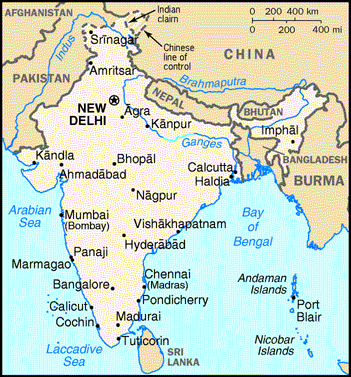 AFGHANISTAN
Indian
claim
0 200 400 km
0 200 400 mi
Indus
Srīnagar
Chinese
line of
control
CHINA
Amritsar
PAKISTAN
Brahmaputra
NEW
DELHI
NEPAL
BHUTAN
Āgra
Kānpur
Imphāl
Ganges
BANGLADESH
Kāndla
Bhopāl
Ahmadābād
Calcutta
Haldia
BURMA
Nāgpur
Arabian
Sea
Mumbai
(Bombay)
Vishākhapatnam
Bay
of
Bengal
Hyderābād
Panaji
Marmagao
Chennai
(Madras)
Andaman
Islands
Bangalore
Pondicherry
Port
Blair
Calicut
Madurai
Cochin
Nicobar
Islands
Tuticorin
Laccadive
Sea
SRI
LANKA